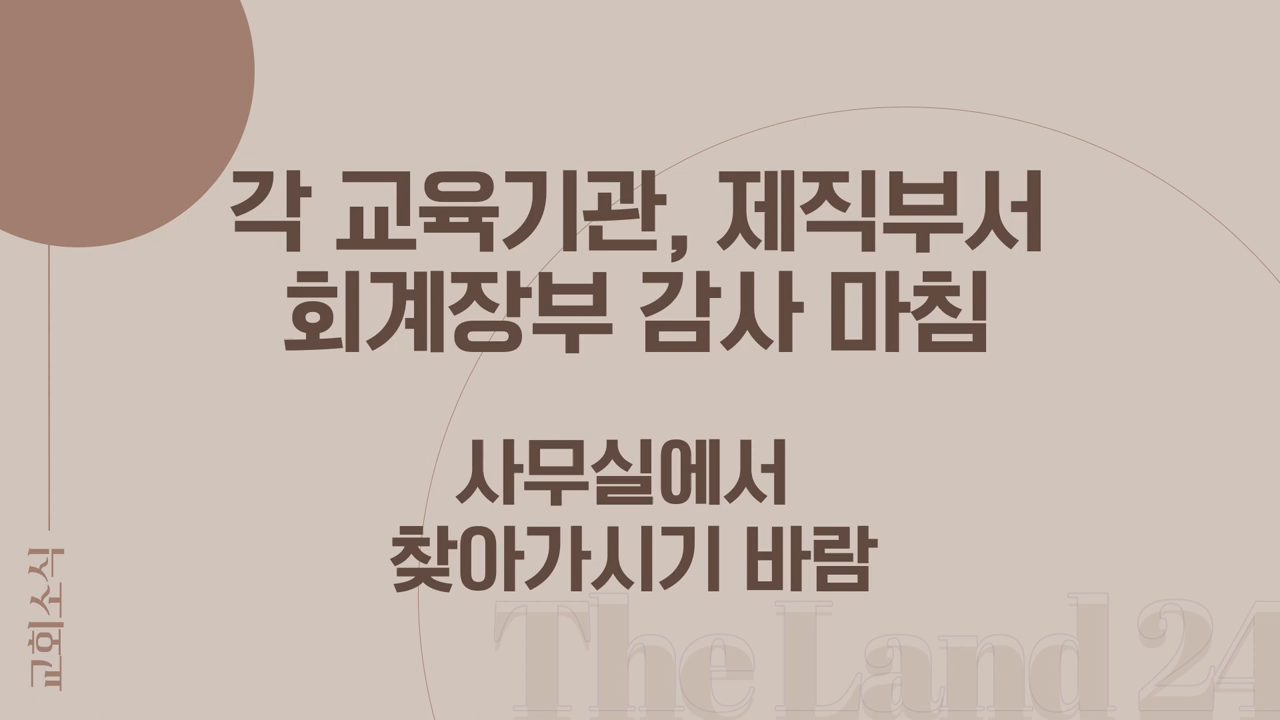 각 교육기관, 제직부서
회계장부 감사 마침
사무실에서
찾아가시기 바람
교회소식
The Land 24